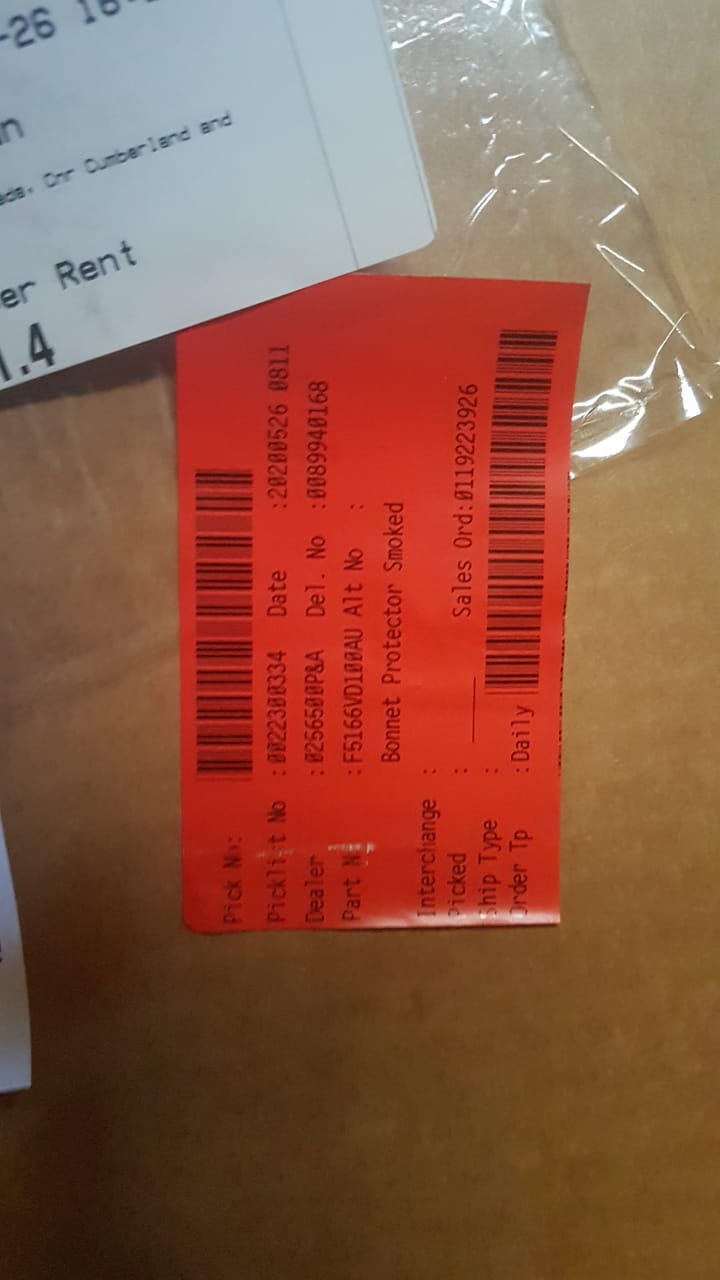 -26 16
Cnr Cumberland and
er Rent
1.4
Pick No:
Picklist No :0022300334 Date :20200526 0811
Dealer :0256500P&A Del. No :0089940168
Part No :F5166VD100AU Alt No :
Bonnet Protector Smoked
Interchange :
Picked : Sales Ord:0119223926
Ship Type :
Order Tp :Daily